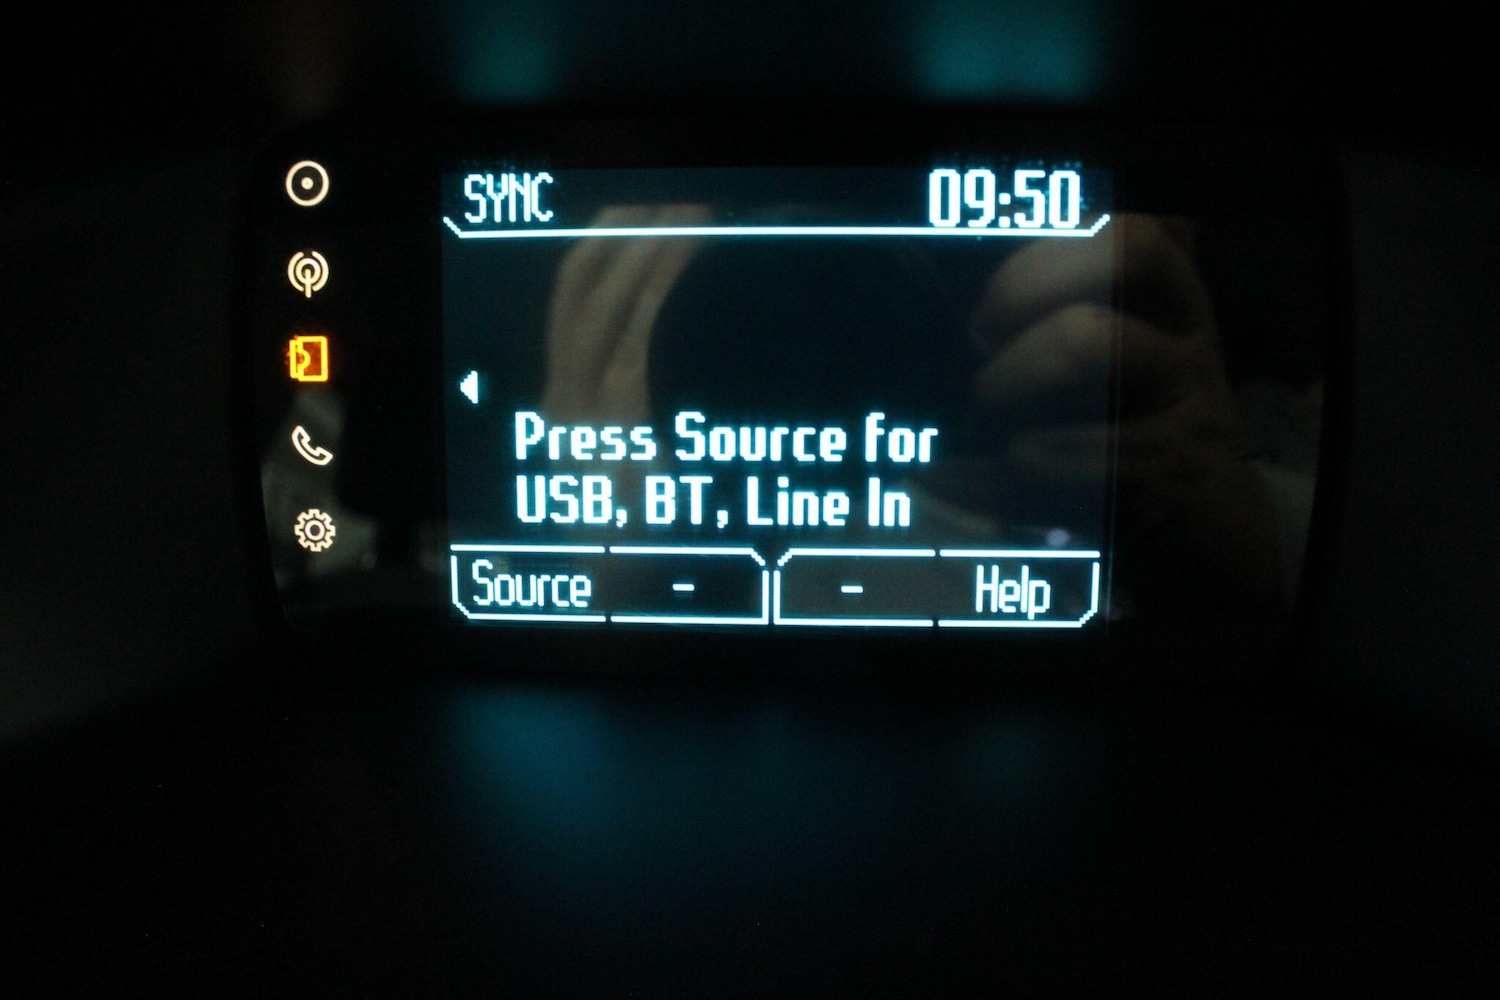 SYNC 09:50
Press Source for
USB, BT, Line In
Source - - Help